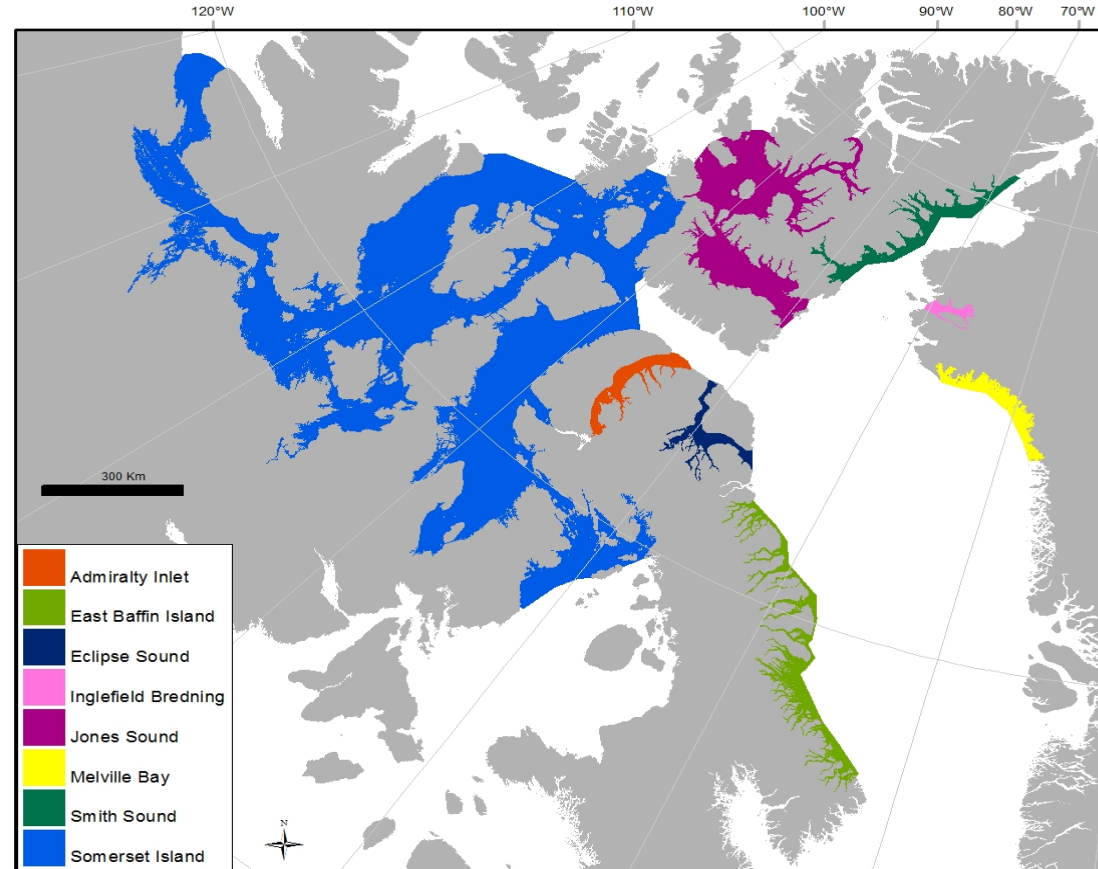 120°W 110°W 100°W 90°W 80°W 70°W
300 Km
Admiralty Inlet
East Baffin Island
Eclipse Sound
Inglefield Bredning
Jones Sound
Melville Bay
Smith Sound
Somerset Island
N